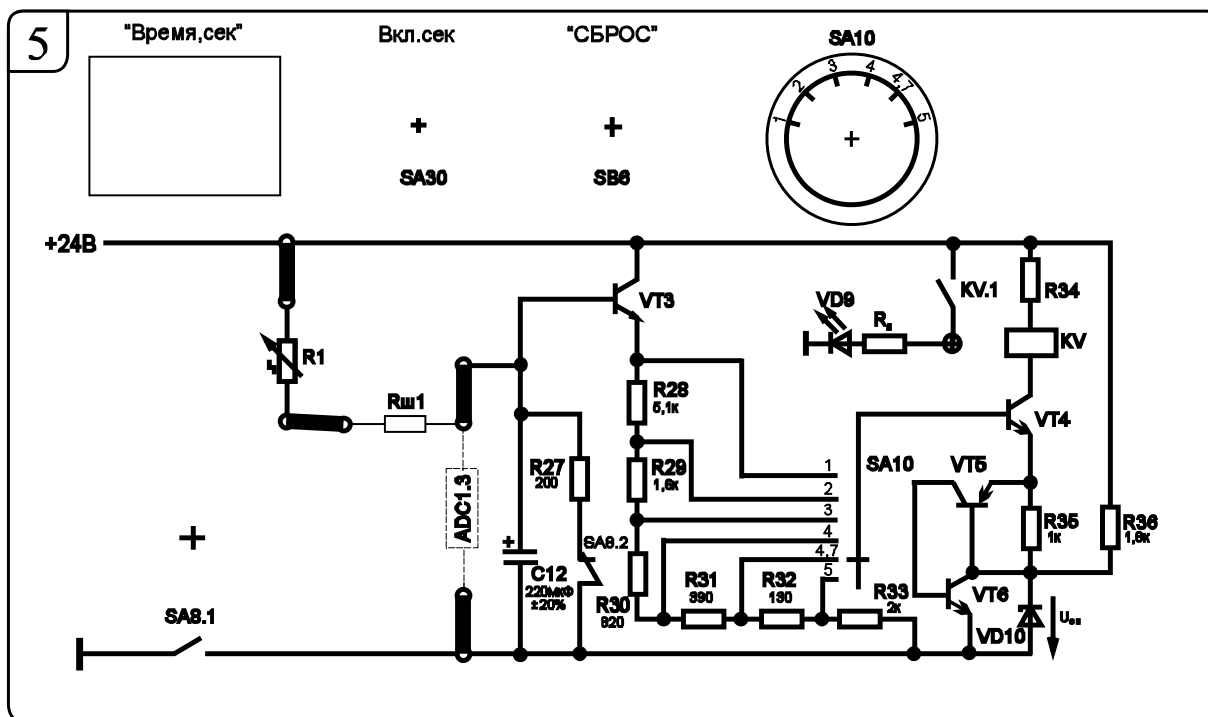 5
"Время,сек"
Вкл.сек
"СБРОС"
SA10
1 2 3 4 4,7 5
SA30
SB6
+24В
VT3
VD9
KV.1
R34
KV
R1
Rш1
R28
5,1к
VT4
R27
200
R29
1,6к
SA10
VT5
1
2
3
4
4,7
5
ADC1.3
SA8.2
R35
1к
R36
1,6к
C12
220мкФ
±20%
R30
820
R31
390
R32
130
R33
2к
VT6
VD10
SA8.1